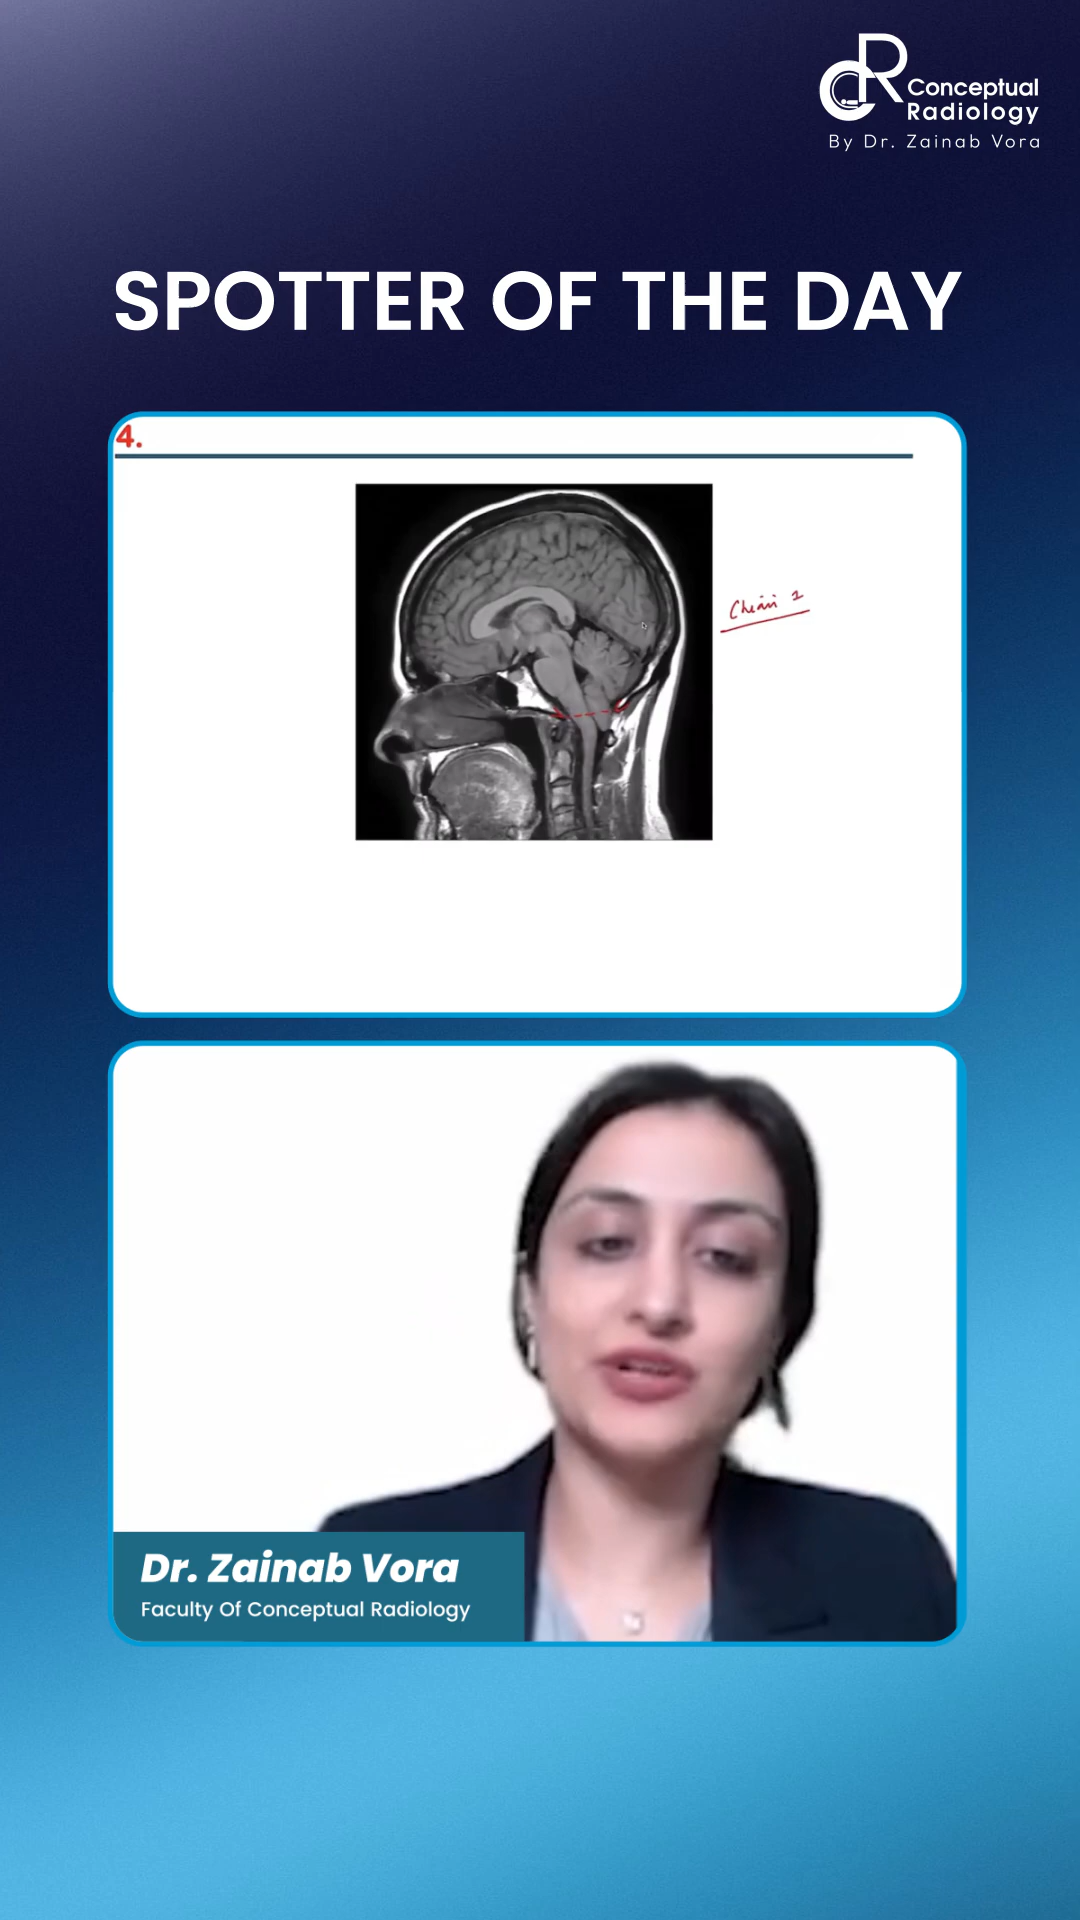 CR Conceptual
Radiology
By Dr. Zainab Vora
SPOTTER OF THE DAY
4.
Chiari 1
Dr. Zainab Vora
Faculty Of Conceptual Radiology